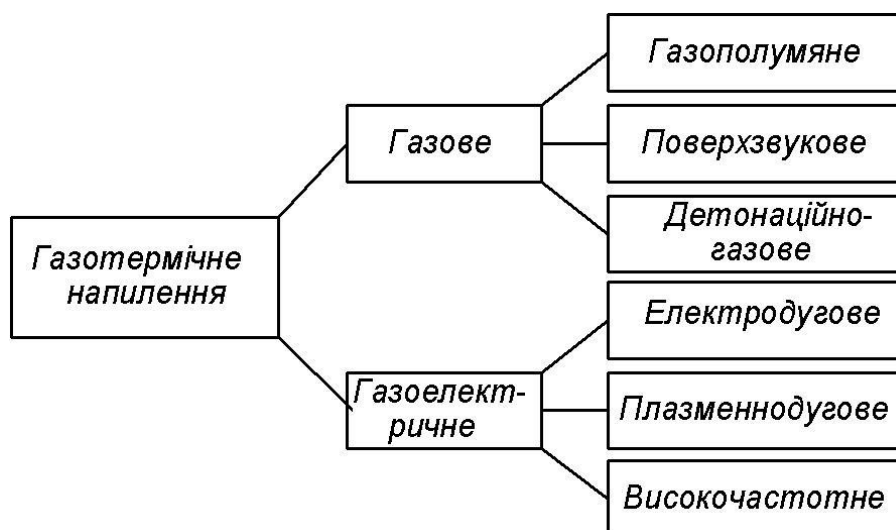 Газотермічне
напилення
Газове
Газополумяне
Поверхзвукове
Детонаційно-
газове
Газоелект-
ричне
Електродугове
Плазменнодугове
Високочастотне